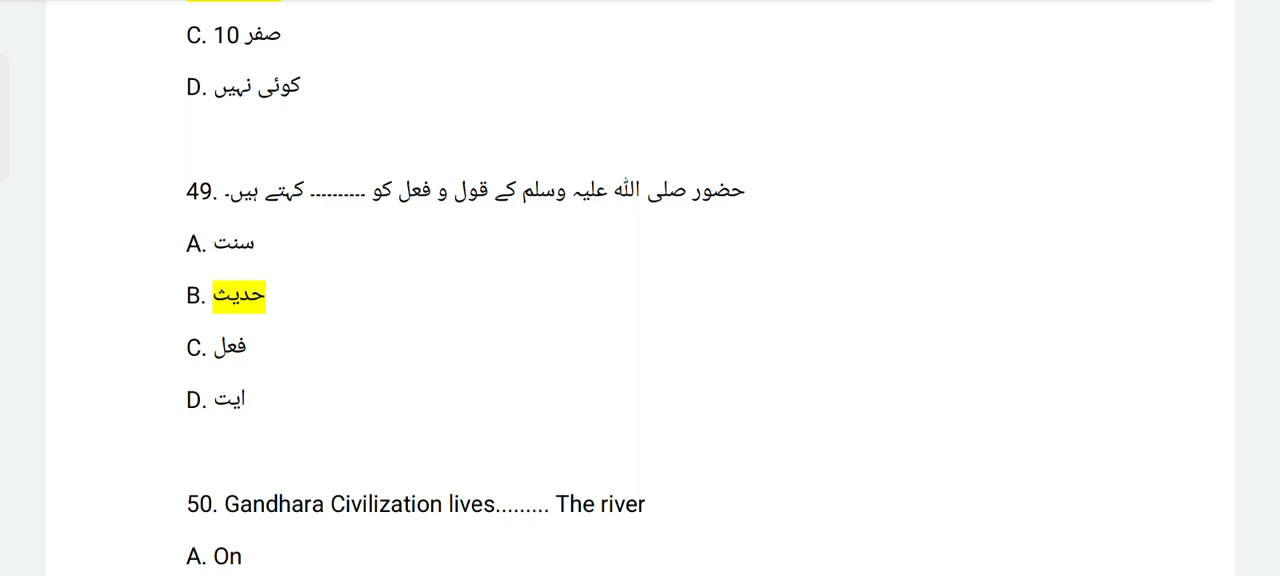 C. 10 صفر
D. کوئی نہیں
49. حضور صلی اللہ علیہ وسلم کے قول و فعل کو ---------- کہتے ہیں۔
A. سنت
B. حدیث
C. فعل
D. ایت
50. Gandhara Civilization lives......... The river
A. On